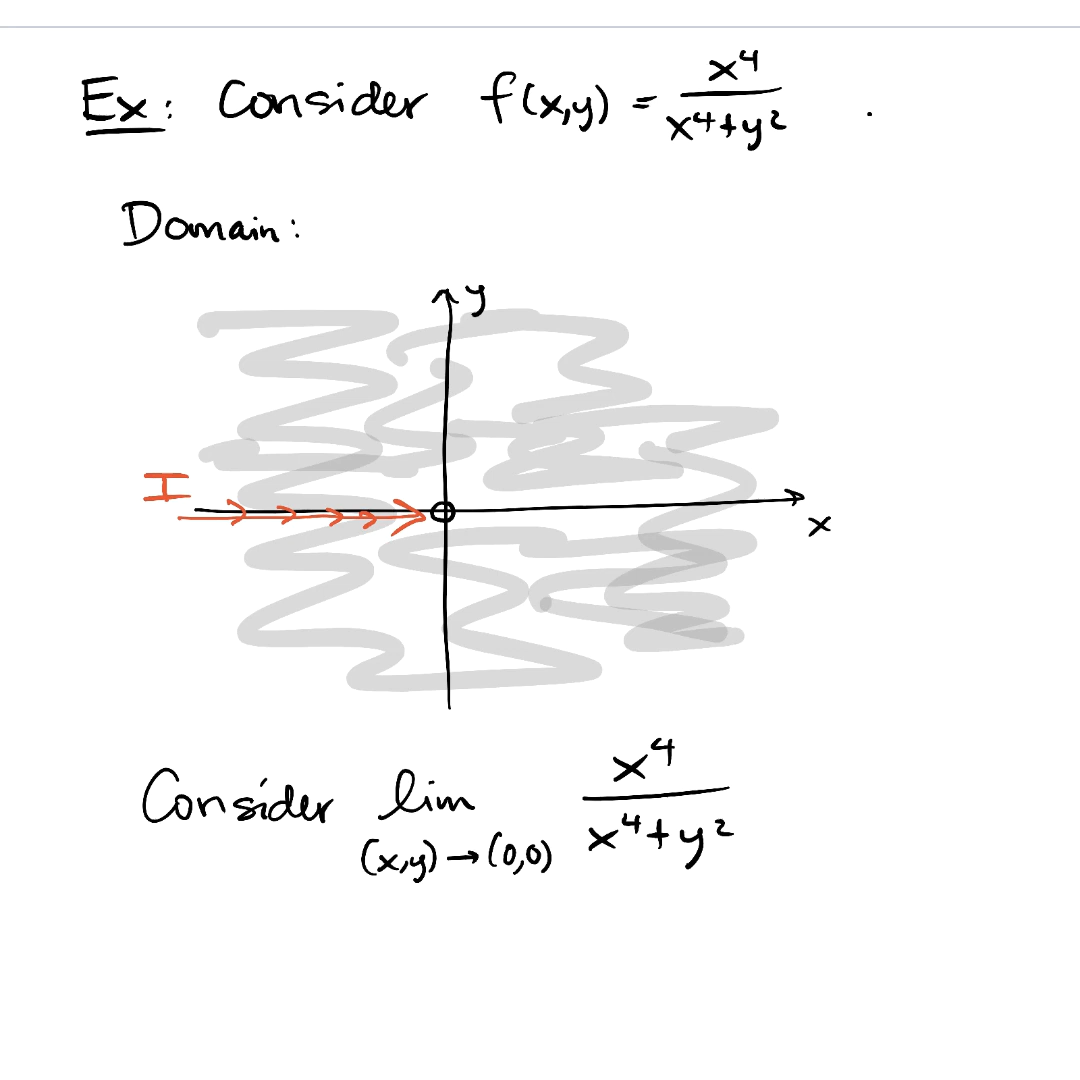 Ex: Consider f(x,y) = x⁴/(x⁴+y²) .
Domain:
y
I
x
Consider lim (x,y)→(0,0) x⁴/(x⁴+y²)